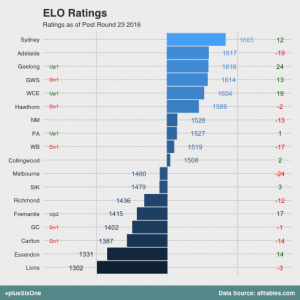 ELO Ratings
Ratings as of Post Round 23 2016
Sydney 1665 12
Adelaide 1617 -19
Geelong Up1 1616 24
GWS Dn1 1614 13
WCE Up1 1604 19
Hawthorn Dn1 1589 -2
NM 1528 -13
PA Up1 1527 1
WB Dn1 1519 -17
Collingwood 1508 2
Melbourne 1480 -24
StK 1479 3
Richmond 1436 -12
Fremantle Up2 1415 17
GC Dn1 1402 -1
Carlton Dn1 1387 -14
Essendon 1331 14
Lions 1302 -3
+plusSixOne Data Source: afltables.com